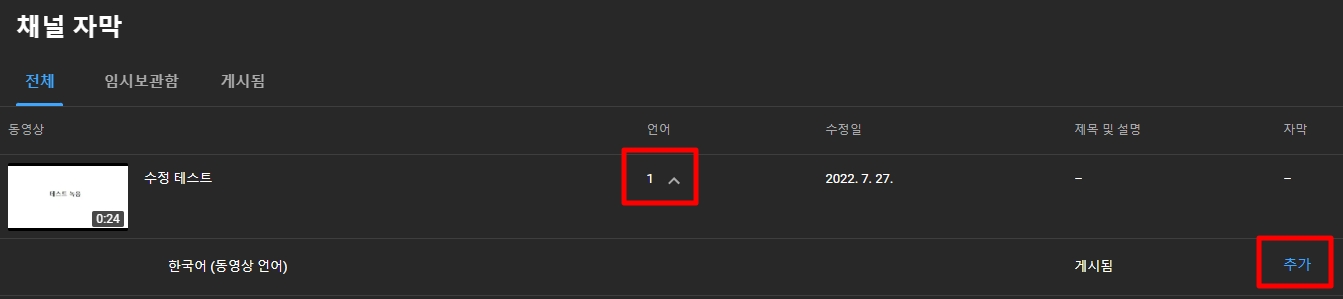 채널 자막
전체 임시보관함 게시됨
동영상 언어 수정일 제목 및 설명 자막
테스트 녹음
0:24
수정 테스트 1 2022. 7. 27. – –
한국어 (동영상 언어) 게시됨 추가